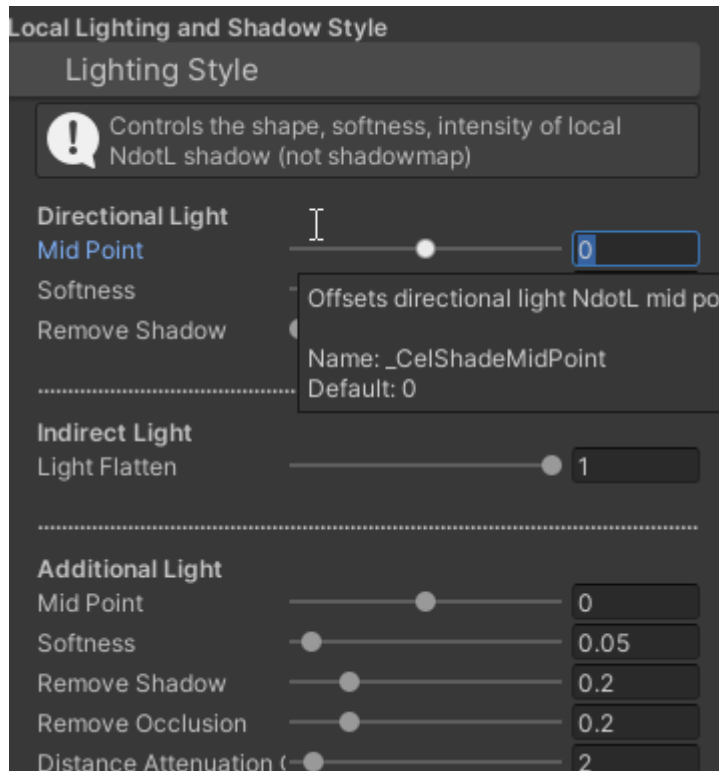 Local Lighting and Shadow Style
Lighting Style
Controls the shape, softness, intensity of local
NdotL shadow (not shadowmap)
Directional Light
Mid Point 0
Softness
Remove Shadow
Offsets directional light NdotL mid po
Name: _CelShadeMidPoint
Default: 0
Indirect Light
Light Flatten 1
Additional Light
Mid Point 0
Softness 0.05
Remove Shadow 0.2
Remove Occlusion 0.2
Distance Attenuation ( 2